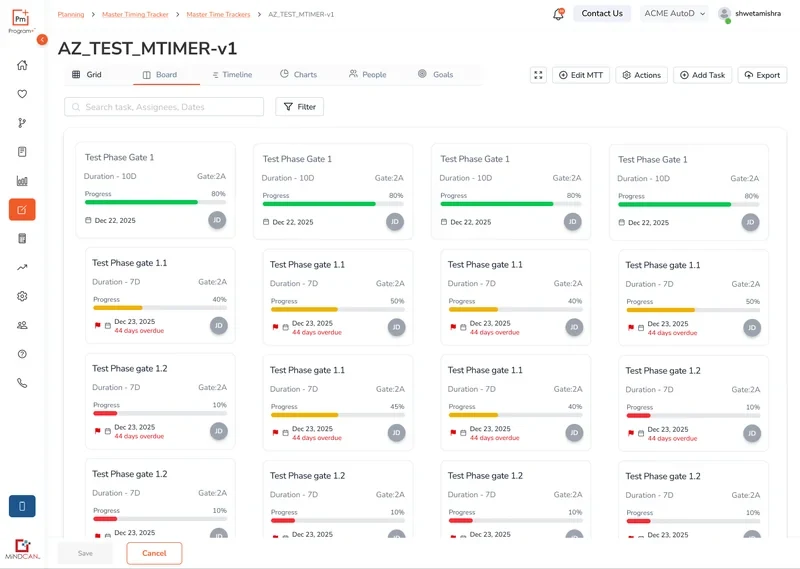 Pm
Program+
Planning > Master Timing Tracker > Master Time Trackers > AZ_TEST_MTIMER-v1
Contact Us
ACME AutoD
shwetamishra
AZ_TEST_MTIMER-v1
Grid Board Timeline Charts People Goals
Edit MTT Actions Add Task Export
Search task, Assignees, Dates
Filter
Test Phase Gate 1 Test Phase Gate 1 Test Phase Gate 1 Test Phase Gate 1
Duration - 10D Gate:2A Duration - 10D Gate:2A Duration - 10D Gate:2A Duration - 10D Gate:2A
Progress 80% Progress 80% Progress 80% Progress 80%
Dec 22, 2025 JD Dec 22, 2025 JD Dec 22, 2025 JD Dec 22, 2025 JD
Test Phase gate 1.1 Test Phase gate 1.1 Test Phase gate 1.1 Test Phase gate 1.1
Duration - 7D Gate:2A Duration - 7D Gate:2A Duration - 7D Gate:2A Duration - 7D Gate:2A
Progress 40% Progress 50% Progress 40% Progress 50%
Dec 23, 2025 JD Dec 23, 2025 JD Dec 23, 2025 JD Dec 23, 2025 JD
44 days overdue 44 days overdue 44 days overdue 44 days overdue
Test Phase gate 1.2 Test Phase gate 1.1 Test Phase gate 1.1 Test Phase gate 1.2
Duration - 7D Gate:2A Duration - 7D Gate:2A Duration - 7D Gate:2A Duration - 7D Gate:2A
Progress 10% Progress 45% Progress 40% Progress 10%
Dec 23, 2025 JD Dec 23, 2025 JD Dec 23, 2025 JD Dec 23, 2025 JD
44 days overdue 44 days overdue 44 days overdue 44 days overdue
Test Phase gate 1.2 Test Phase gate 1.2 Test Phase gate 1.2 Test Phase gate 1.2
Duration - 7D Gate:2A Duration - 7D Gate:2A Duration - 7D Gate:2A Duration - 7D Gate:2A
Progress 10% Progress 10% Progress 10% Progress 10%
Dec 23, 2025 Dec 23, 2025 Dec 23, 2025 Dec 23, 2025
Save Cancel
MINDCAN